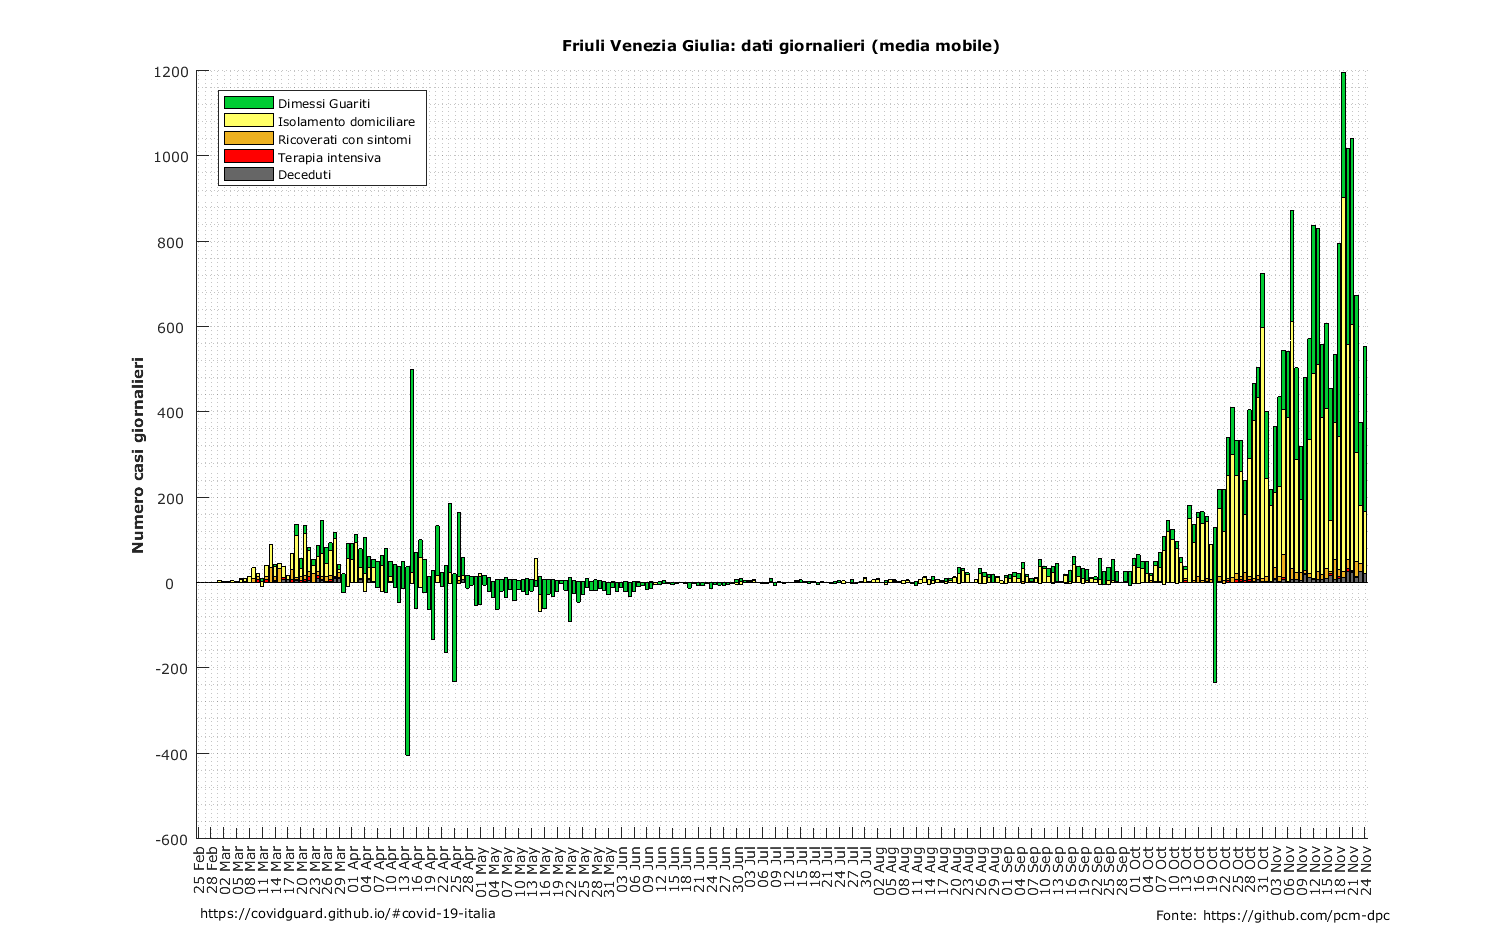 Friuli Venezia Giulia: dati giornalieri (media mobile)
Numero casi giornalieri
1200
1000
800
600
400
200
0
-200
-400
-600
Dimessi Guariti
Isolamento domiciliare
Ricoverati con sintomi
Terapia intensiva
Deceduti
25 Feb
28 Feb
02 Mar
05 Mar
08 Mar
11 Mar
14 Mar
17 Mar
20 Mar
23 Mar
26 Mar
29 Mar
01 Apr
04 Apr
07 Apr
10 Apr
13 Apr
16 Apr
19 Apr
22 Apr
25 Apr
28 Apr
01 May
04 May
07 May
10 May
13 May
16 May
19 May
22 May
25 May
28 May
31 May
03 Jun
06 Jun
09 Jun
12 Jun
15 Jun
18 Jun
21 Jun
24 Jun
27 Jun
30 Jun
03 Jul
06 Jul
09 Jul
12 Jul
15 Jul
18 Jul
21 Jul
24 Jul
27 Jul
30 Jul
02 Aug
05 Aug
08 Aug
11 Aug
14 Aug
17 Aug
20 Aug
23 Aug
26 Aug
29 Aug
01 Sep
04 Sep
07 Sep
10 Sep
13 Sep
16 Sep
19 Sep
22 Sep
25 Sep
28 Sep
01 Oct
04 Oct
07 Oct
10 Oct
13 Oct
16 Oct
19 Oct
22 Oct
25 Oct
28 Oct
31 Oct
03 Nov
06 Nov
09 Nov
12 Nov
15 Nov
18 Nov
21 Nov
24 Nov
https://covidguard.github.io/#covid-19-italia
Fonte: https://github.com/pcm-dpc